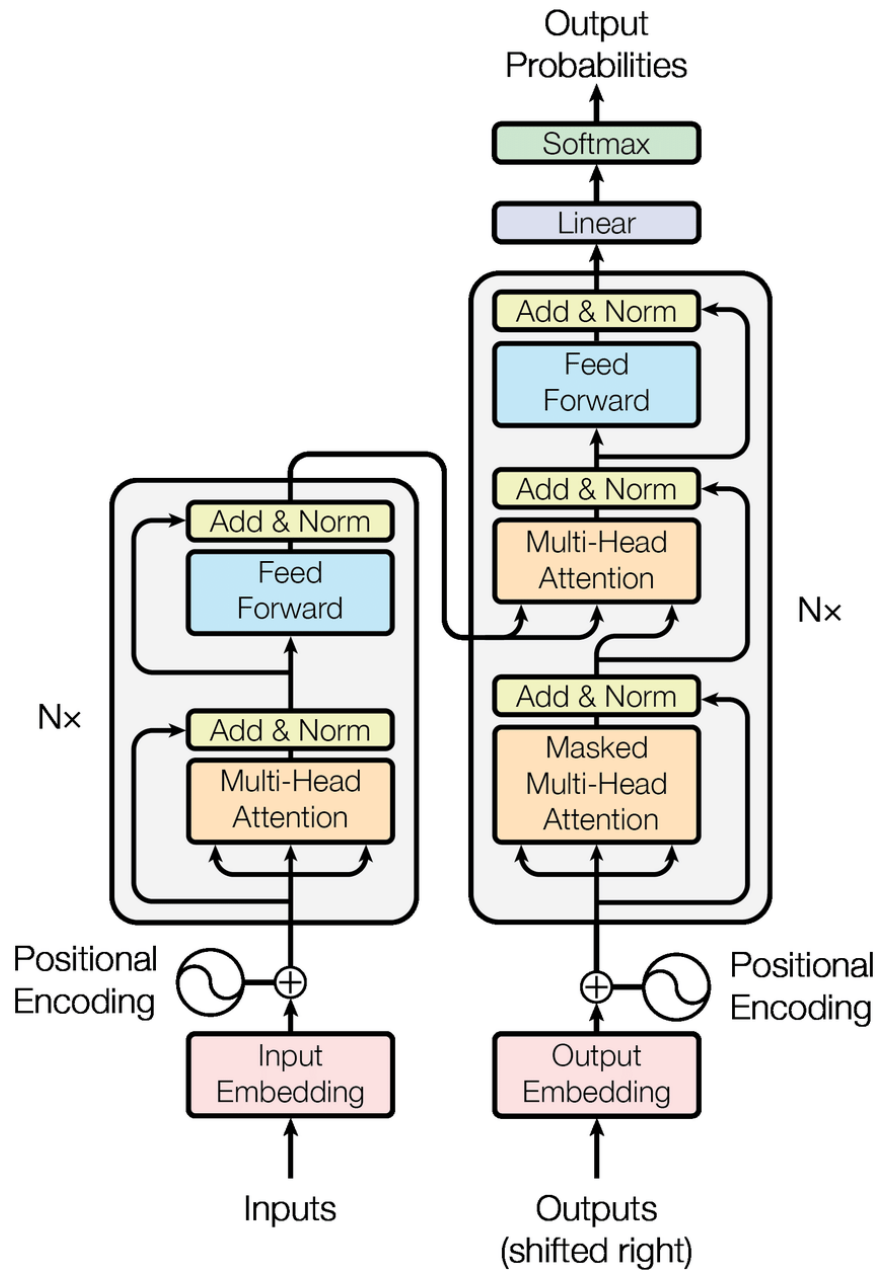 Output
Probabilities
Softmax
Linear
Add & Norm
Feed
Forward
Add & Norm
Multi-Head
Attention
N×
Add & Norm
Masked
Multi-Head
Attention
Add & Norm
Feed
Forward
N×
Add & Norm
Multi-Head
Attention
Positional
Encoding
Positional
Encoding
Input
Embedding
Output
Embedding
Inputs
Outputs
(shifted right)